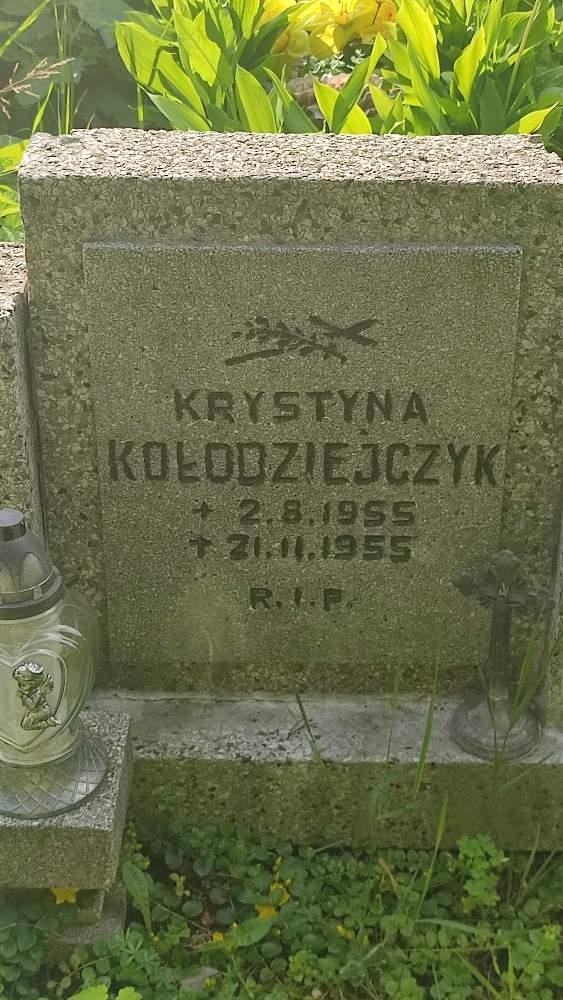 KRYSTYNA
KOŁODZIEJCZYK
+ 2.8.1955
+ 21.11.1955
R.I.P.